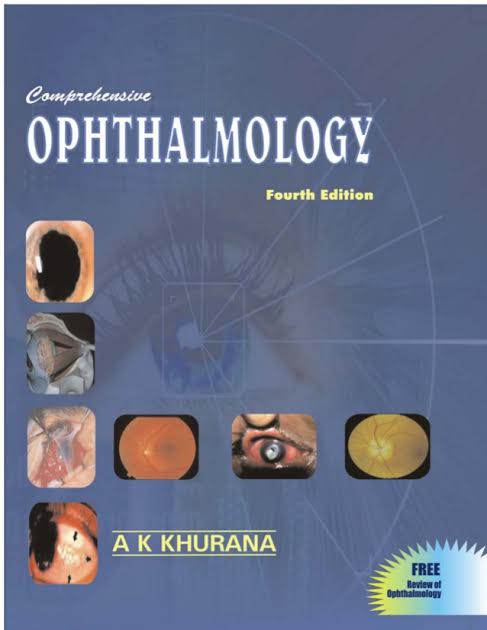 Comprehensive
OPHTHALMOLOGY
Fourth Edition
A K KHURANA
FREE
Review of
Ophthalmology